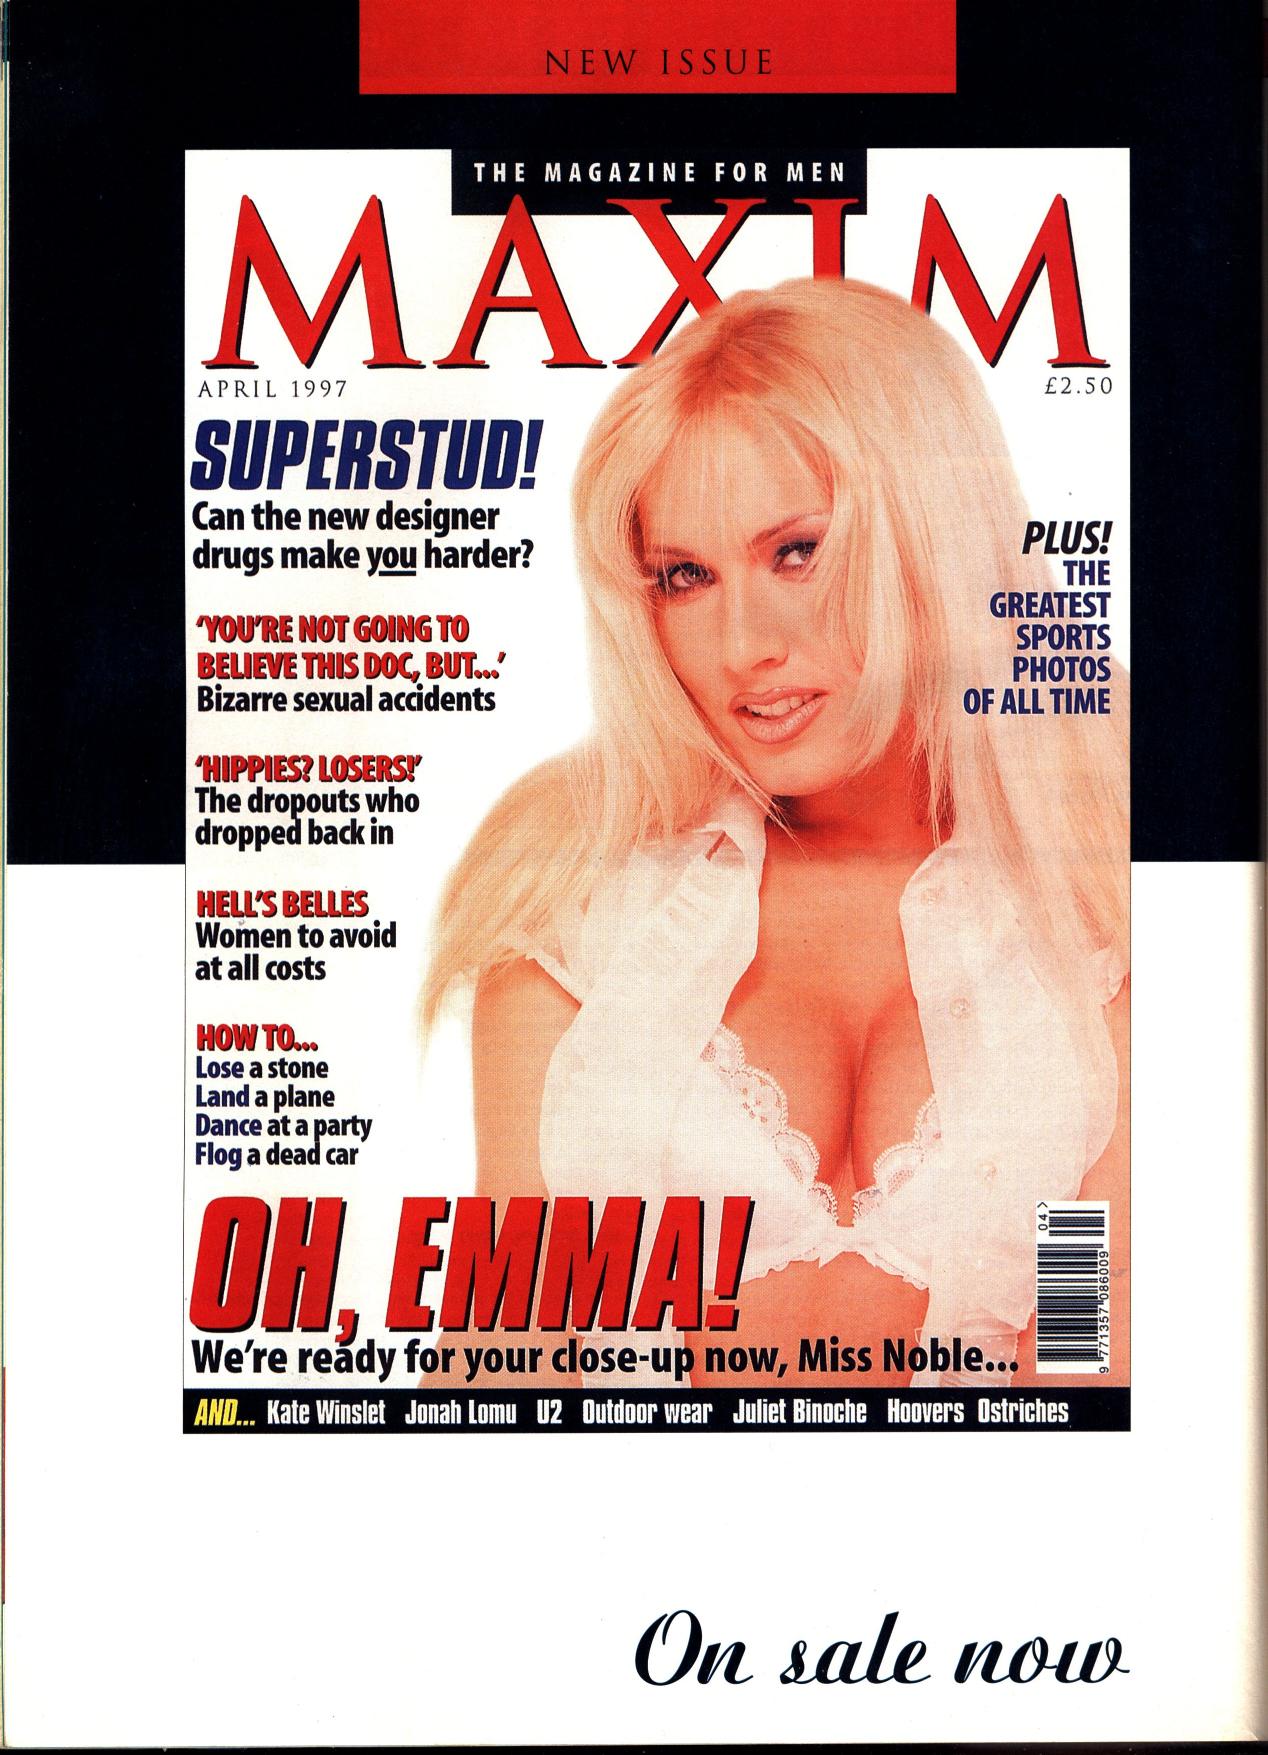 NEW ISSUE
THE MAGAZINE FOR MEN
MAXIM
APRIL 1997
£2.50
SUPERSTUD!
Can the new designer
drugs make you harder?
'YOU'RE NOT GOING TO
BELIEVE THIS DOC, BUT...'
Bizarre sexual accidents
'HIPPIES? LOSERS!'
The dropouts who
dropped back in
HELL'S BELLES
Women to avoid
at all costs
HOW TO...
Lose a stone
Land a plane
Dance at a party
Flog a dead car
PLUS!
THE
GREATEST
SPORTS
PHOTOS
OF ALL TIME
OH, EMMA!
We're ready for your close-up now, Miss Noble...
04>
9 771357 086009
AND... Kate Winslet Jonah Lomu U2 Outdoor wear Juliet Binoche Hoovers Ostriches
On sale now